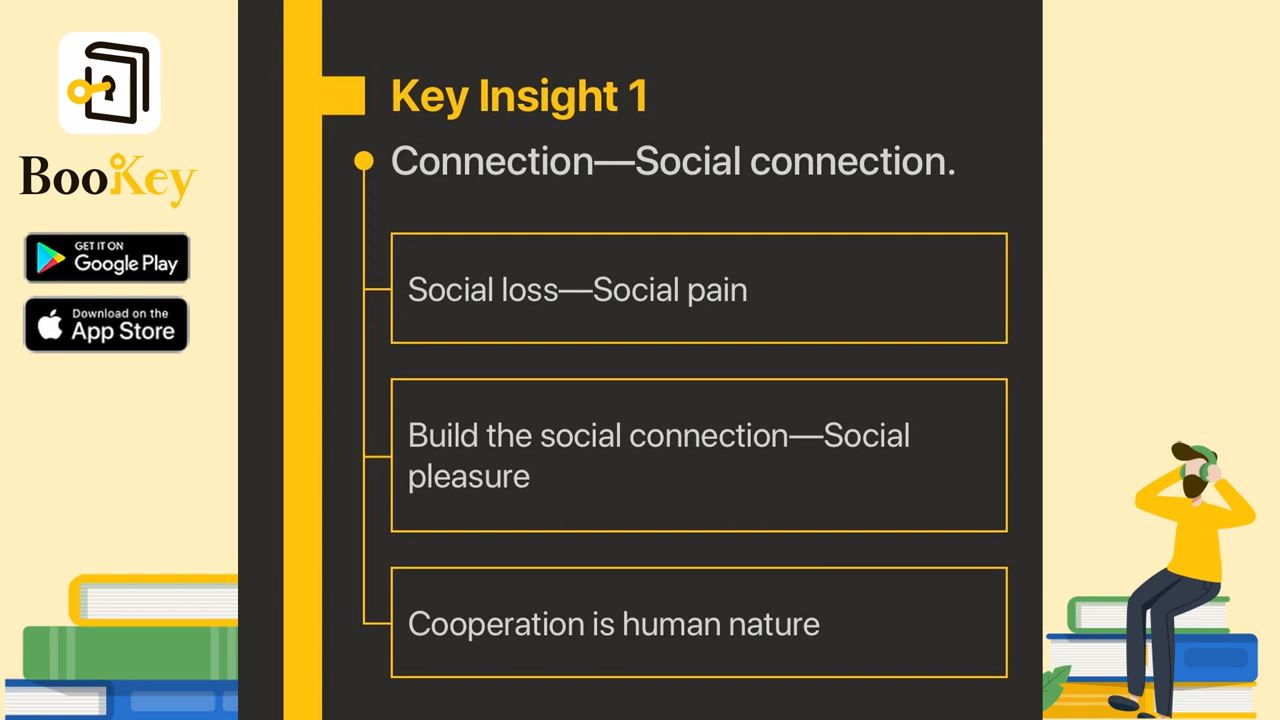 BooKey
GET IT ON
Google Play
Download on the
App Store
Key Insight 1
Connection—Social connection.
Social loss—Social pain
Build the social connection—Social
pleasure
Cooperation is human nature